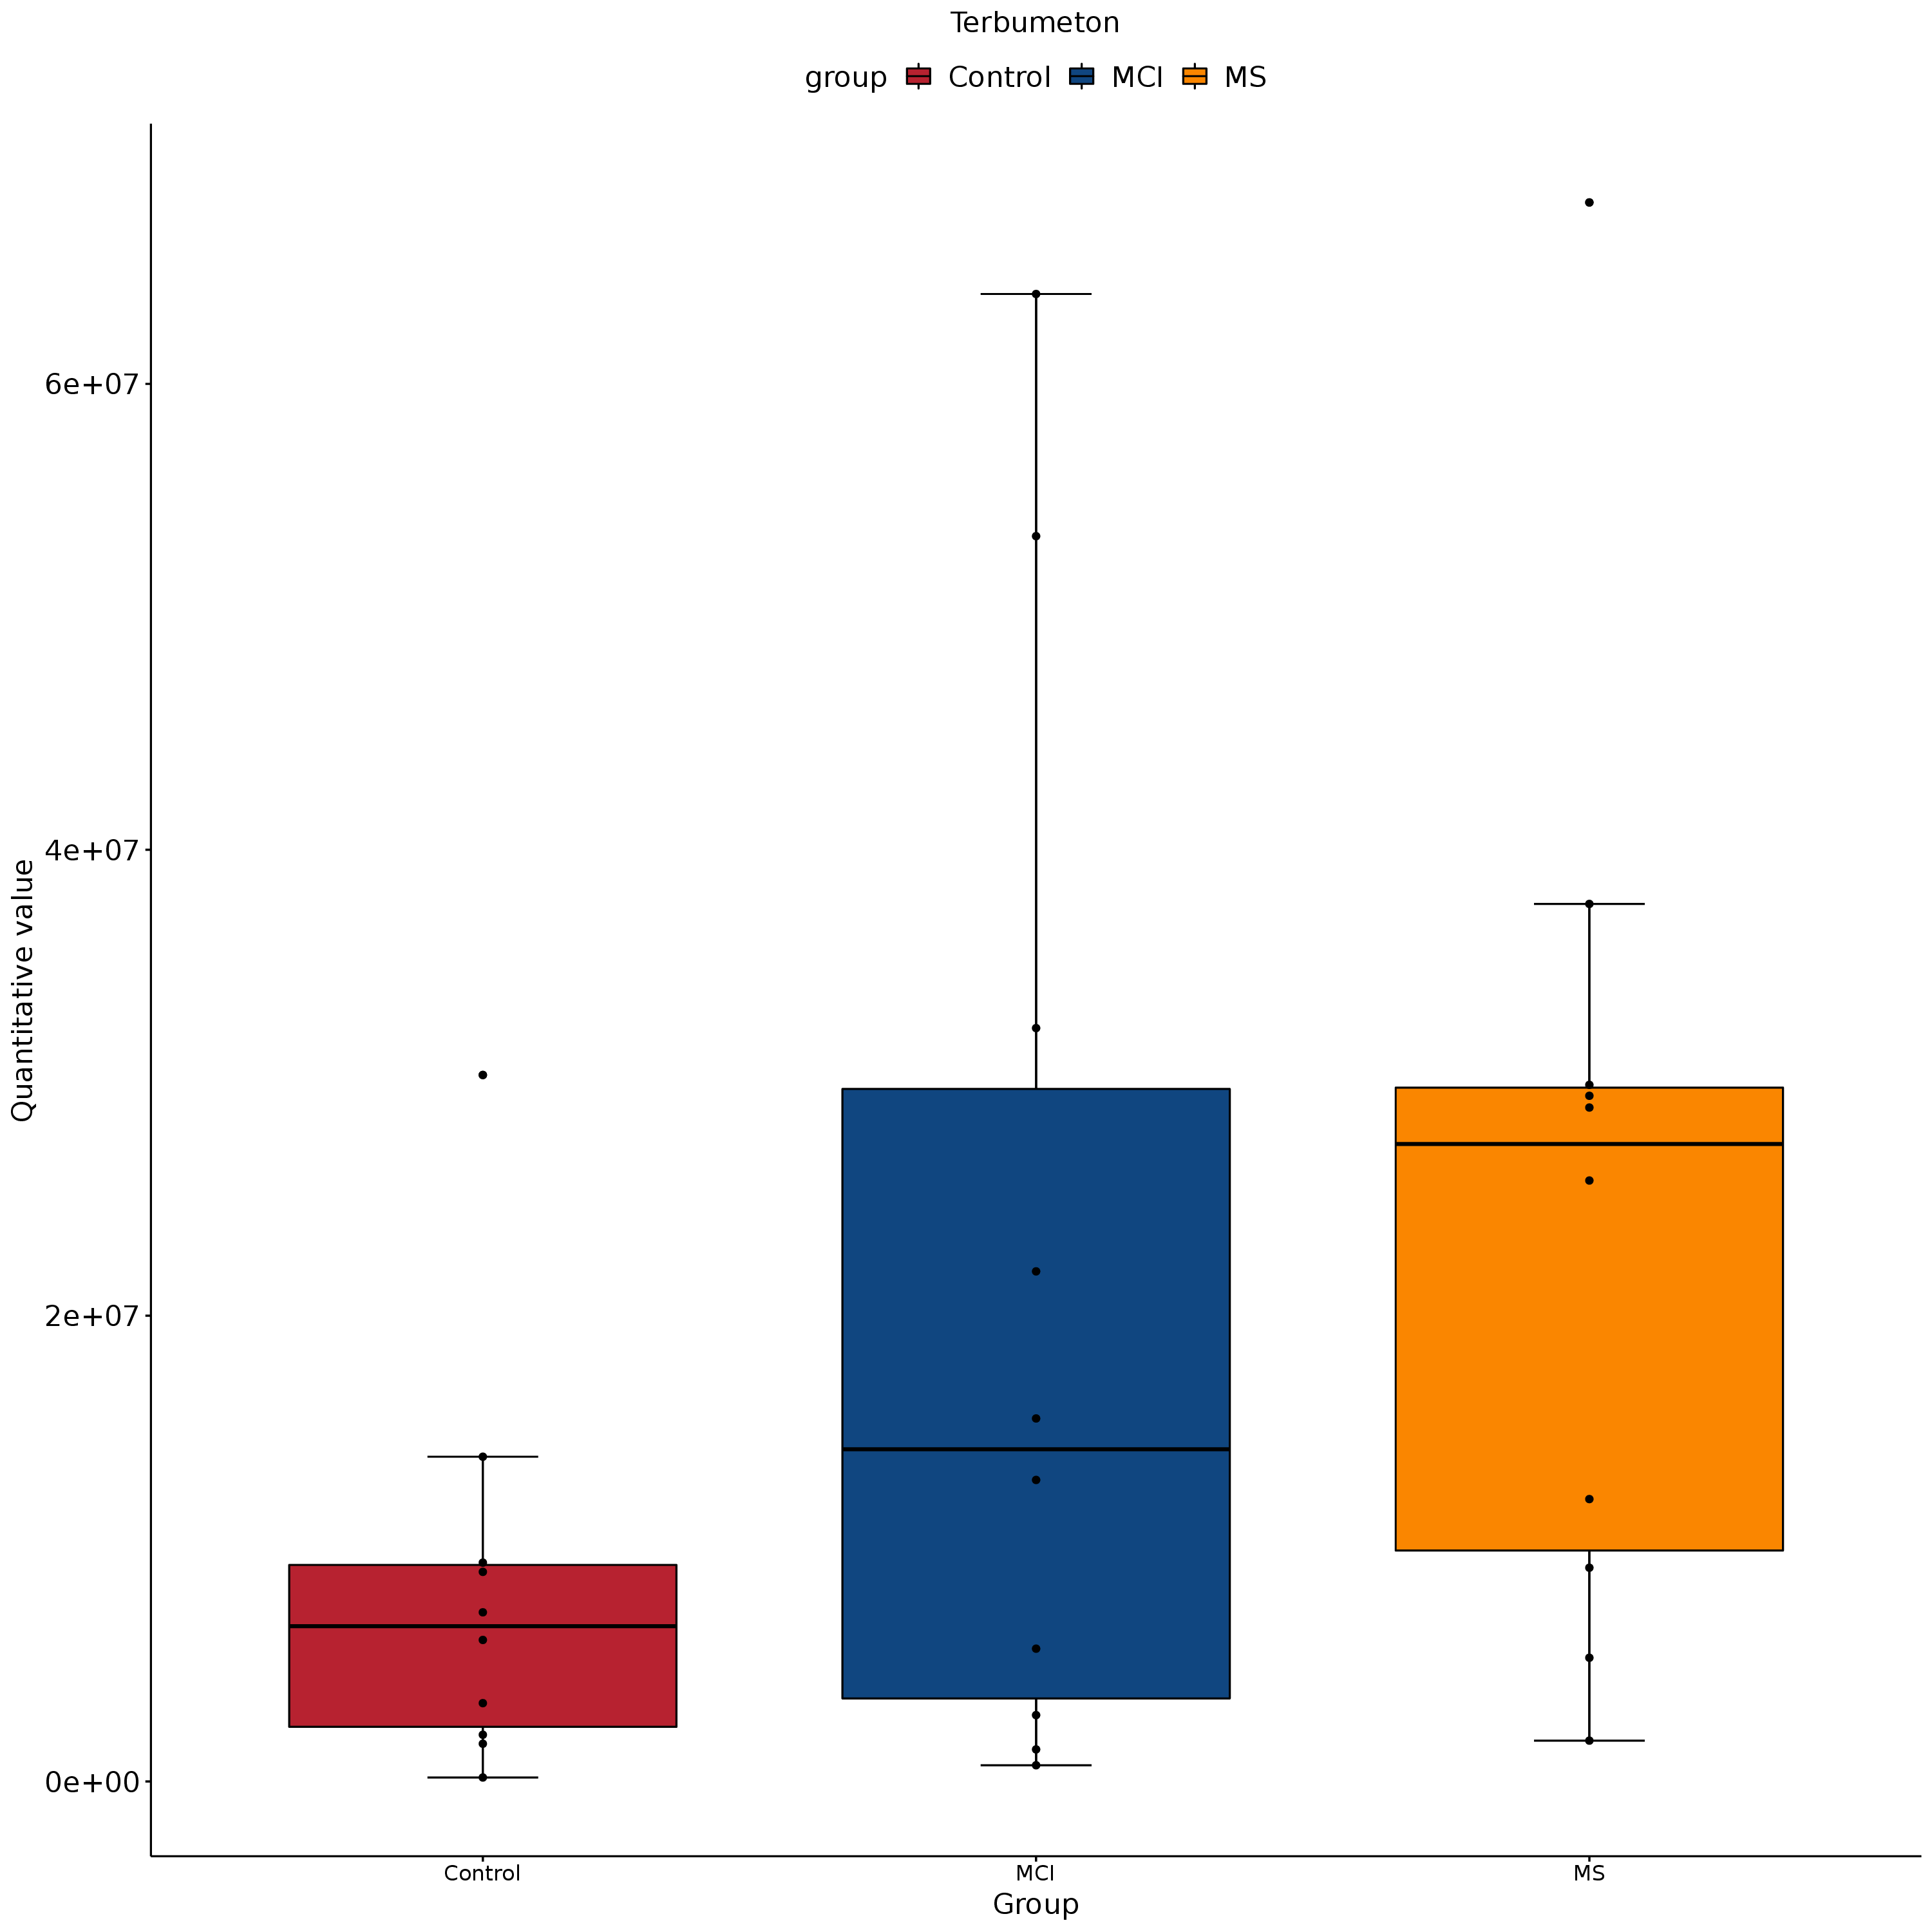 Terbumeton
group Control MCI MS
6e+07
4e+07
2e+07
0e+00
Quantitative value
Control MCI MS
Group